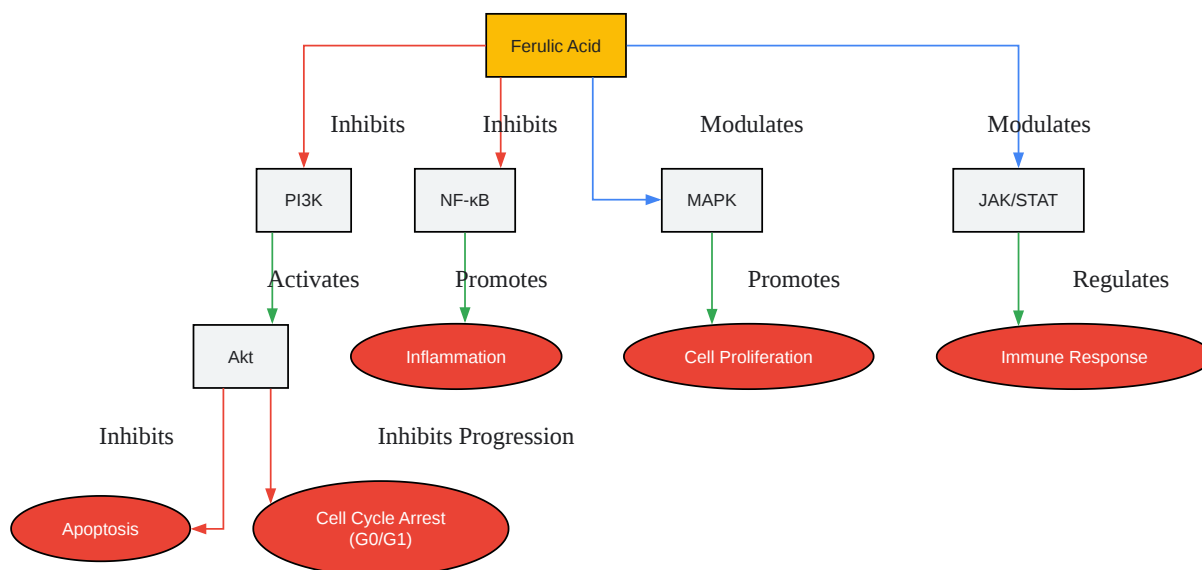 Ferulic Acid
Inhibits
Inhibits
Modulates
Modulates
PI3K
NF-κB
MAPK
JAK/STAT
Activates
Promotes
Promotes
Regulates
Akt
Inflammation
Cell Proliferation
Immune Response
Inhibits
Inhibits Progression
Apoptosis
Cell Cycle Arrest
(G0/G1)